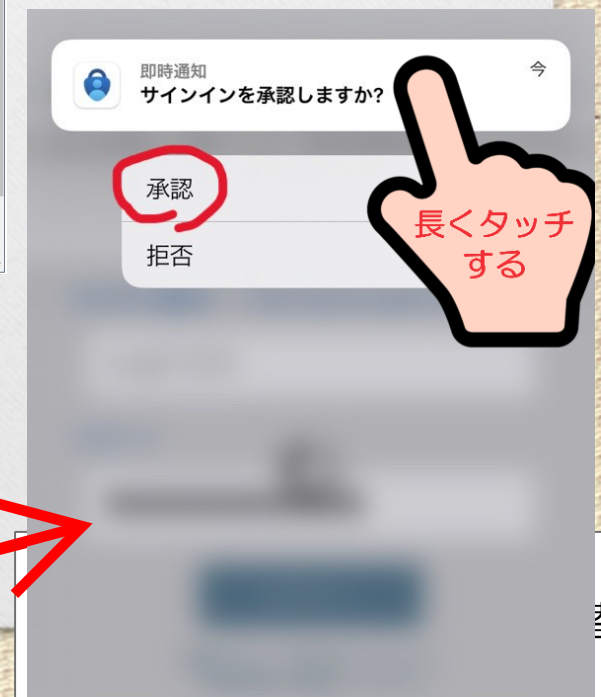 即時通知
今
サインインを承認しますか?
承認
拒否
長くタッチ
する